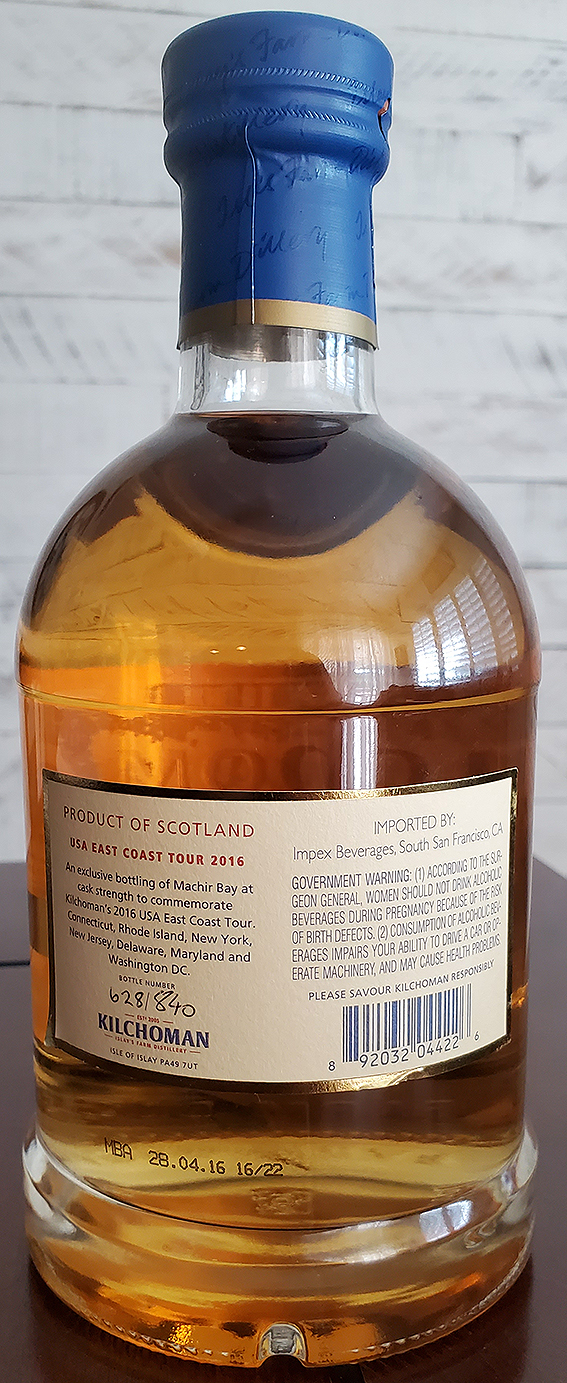 PRODUCT OF SCOTLAND
USA EAST COAST TOUR 2016
An exclusive bottling of Machir Bay at
cask strength to commemorate
Kilchoman's 2016 USA East Coast Tour.
Connecticut, Rhode Island, New York,
New Jersey, Delaware, Maryland and
Washington DC.
BOTTLE NUMBER
628/840
EST® 2005
KILCHOMAN
ISLAY'S FARM DISTILLERY
ISLE OF ISLAY PA49 7UT
IMPORTED BY:
Impex Beverages, South San Francisco, CA
GOVERNMENT WARNING: (1) ACCORDING TO THE SUR-
GEON GENERAL, WOMEN SHOULD NOT DRINK ALCOHOLIC
BEVERAGES DURING PREGNANCY BECAUSE OF THE RISK
OF BIRTH DEFECTS. (2) CONSUMPTION OF ALCOHOLIC BEV-
ERAGES IMPAIRS YOUR ABILITY TO DRIVE A CAR OR OP-
ERATE MACHINERY, AND MAY CAUSE HEALTH PROBLEMS.
PLEASE SAVOUR KILCHOMAN RESPONSIBLY
8 92032 04422 6
MBA 28.04.16 16/22